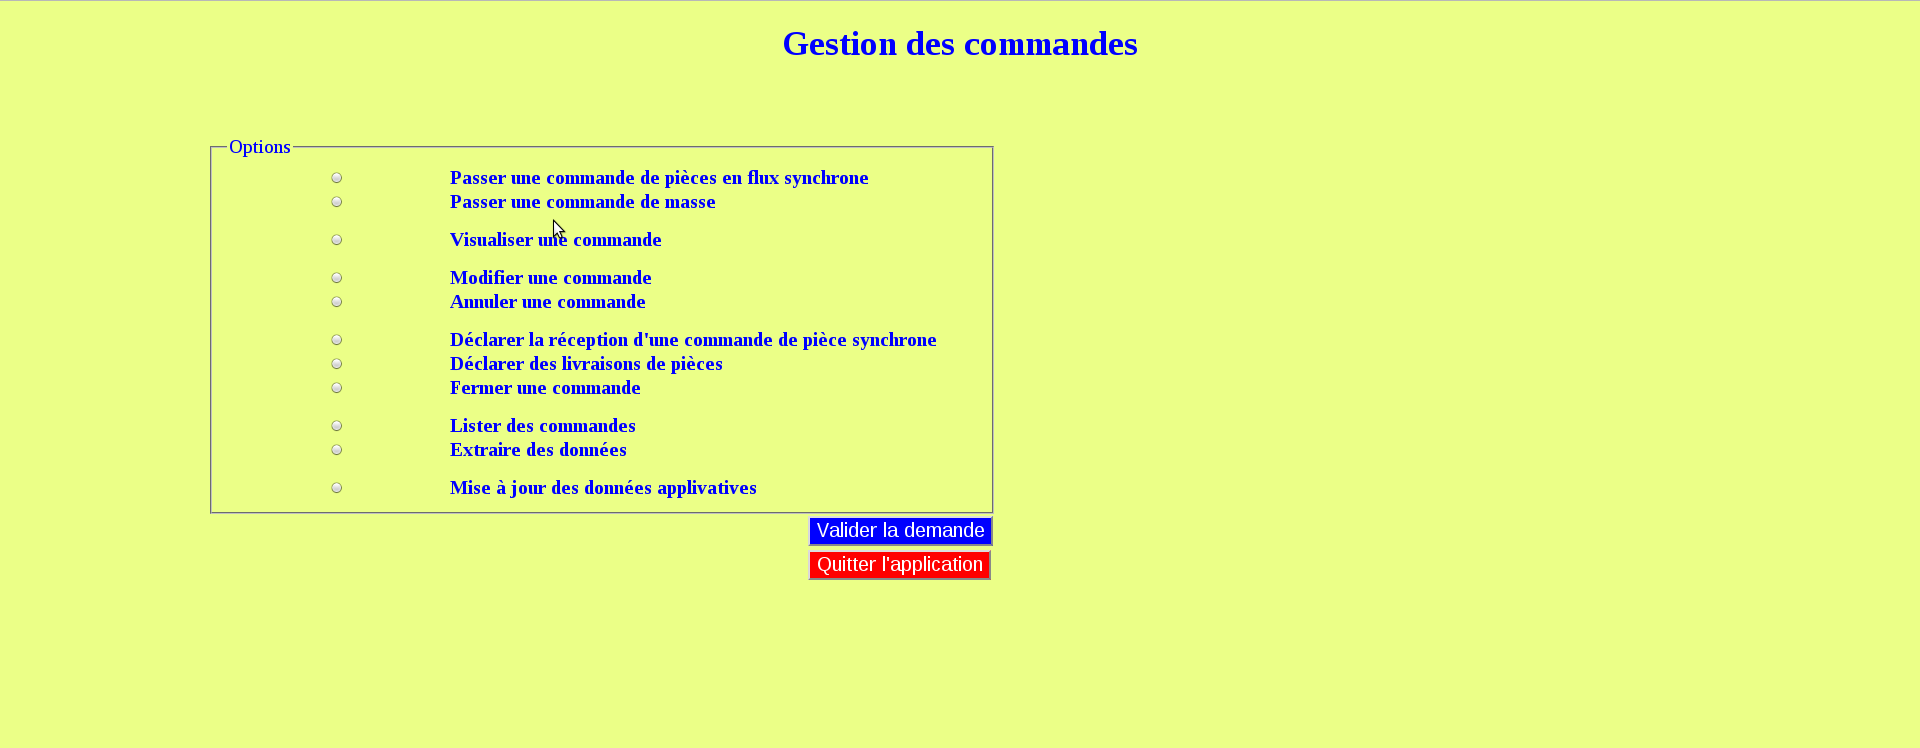 Gestion des commandes
Options
Passer une commande de pièces en flux synchrone
Passer une commande de masse
Visualiser une commande
Modifier une commande
Annuler une commande
Déclarer la réception d'une commande de pièce synchrone
Déclarer des livraisons de pièces
Fermer une commande
Lister des commandes
Extraire des données
Mise à jour des données applivatives
Valider la demande
Quitter l'application